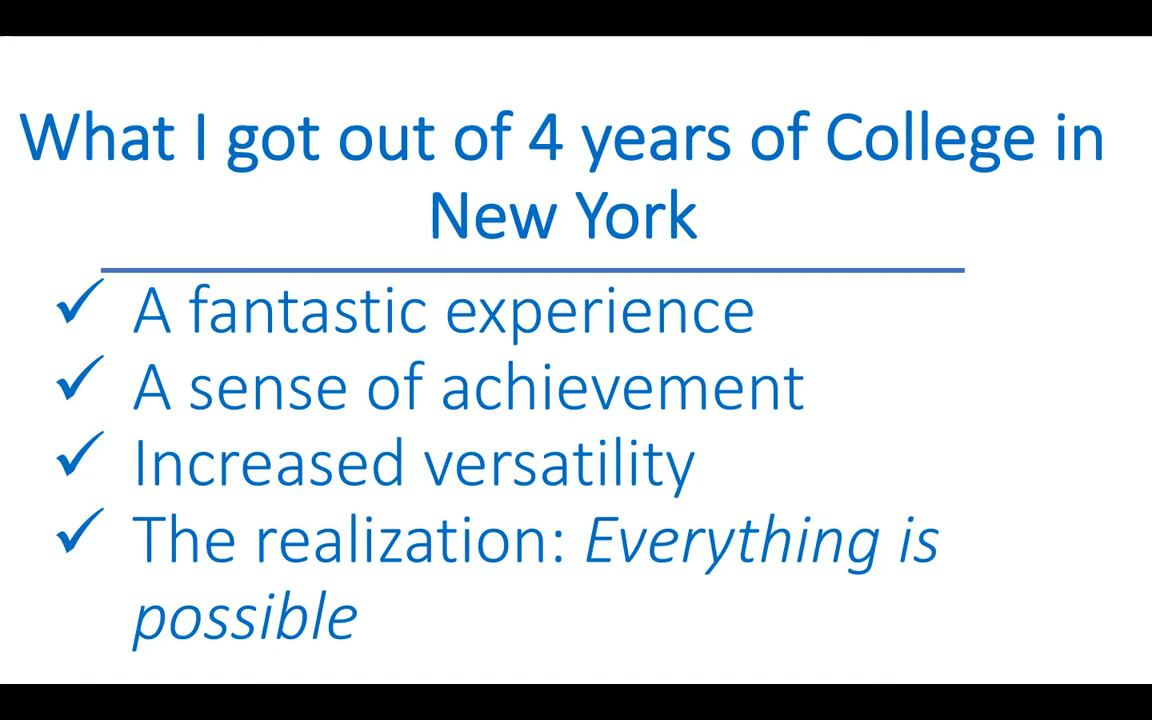 What I got out of 4 years of College in
New York
✓ A fantastic experience
✓ A sense of achievement
✓ Increased versatility
✓ The realization: Everything is
possible